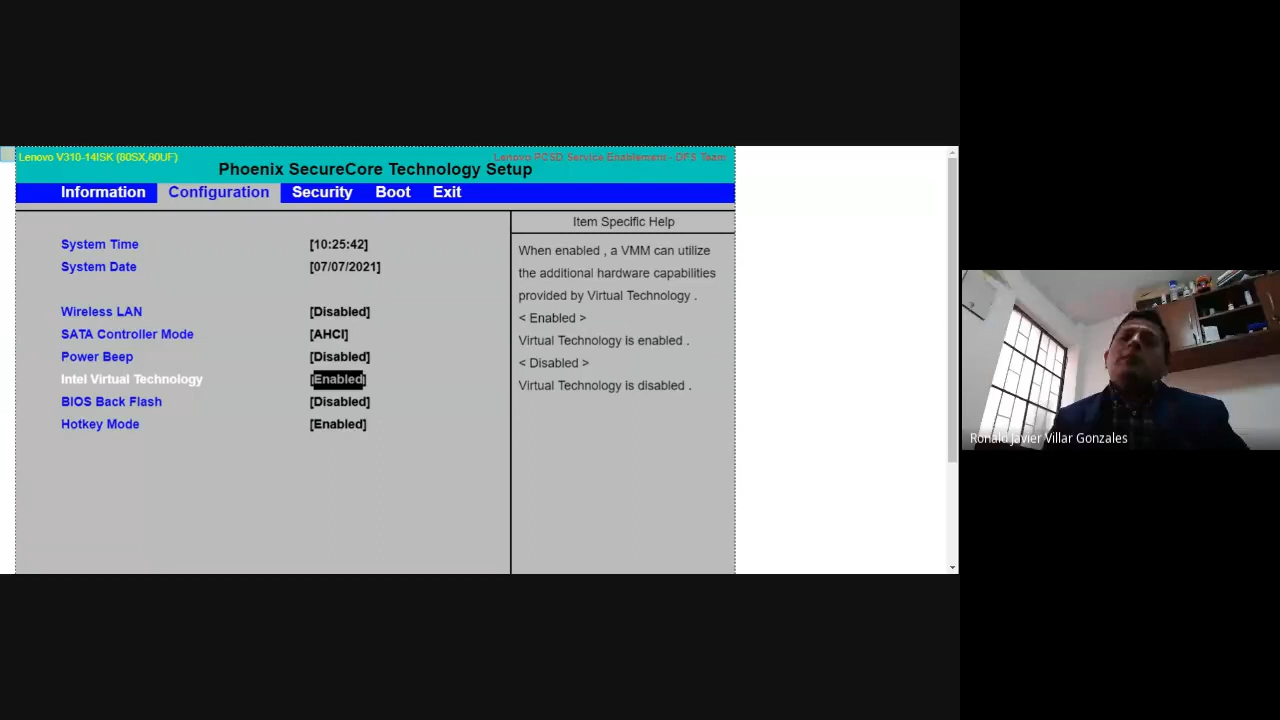 Lenovo V310-14ISK (80SX,80UF)
Lenovo PCSD Service Enablement - DFS Team
Phoenix SecureCore Technology Setup
Information Configuration Security Boot Exit
Item Specific Help
System Time [10:25:42]
System Date [07/07/2021]
Wireless LAN [Disabled]
SATA Controller Mode [AHCI]
Power Beep [Disabled]
Intel Virtual Technology [Enabled]
BIOS Back Flash [Disabled]
Hotkey Mode [Enabled]
When enabled , a VMM can utilize
the additional hardware capabilities
provided by Virtual Technology .
< Enabled >
Virtual Technology is enabled .
< Disabled >
Virtual Technology is disabled .
Ronald Javier Villar Gonzales